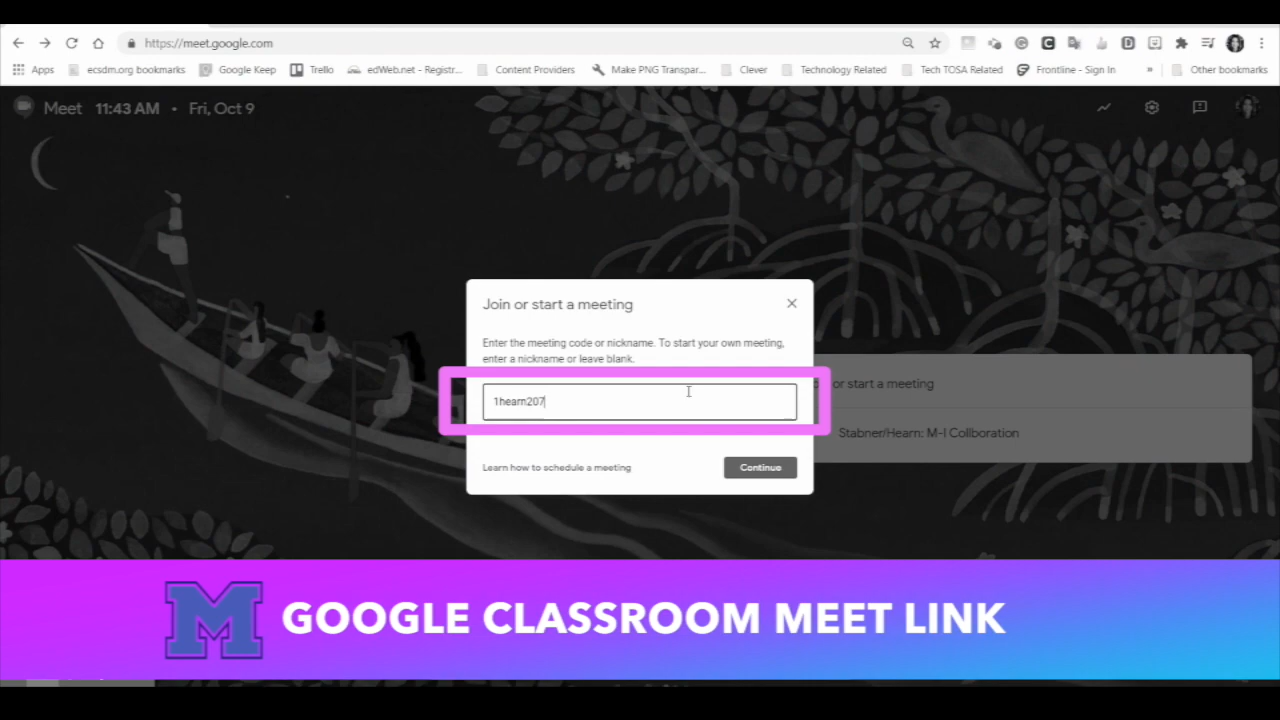 https://meet.google.com
Apps
ecsdm.org bookmarks
Google Keep
Trello
edWeb.net - Registr...
Content Providers
Make PNG Transpar...
Clever
Technology Related
Tech TOSA Related
Frontline - Sign In
»
Other bookmarks
Meet 11:43 AM • Fri, Oct 9
Join or start a meeting
Enter the meeting code or nickname. To start your own meeting,
enter a nickname or leave blank.
or start a meeting
1hearn207
Stabner/Hearn: M-I Collboration
Learn how to schedule a meeting
Continue
M
GOOGLE CLASSROOM MEET LINK